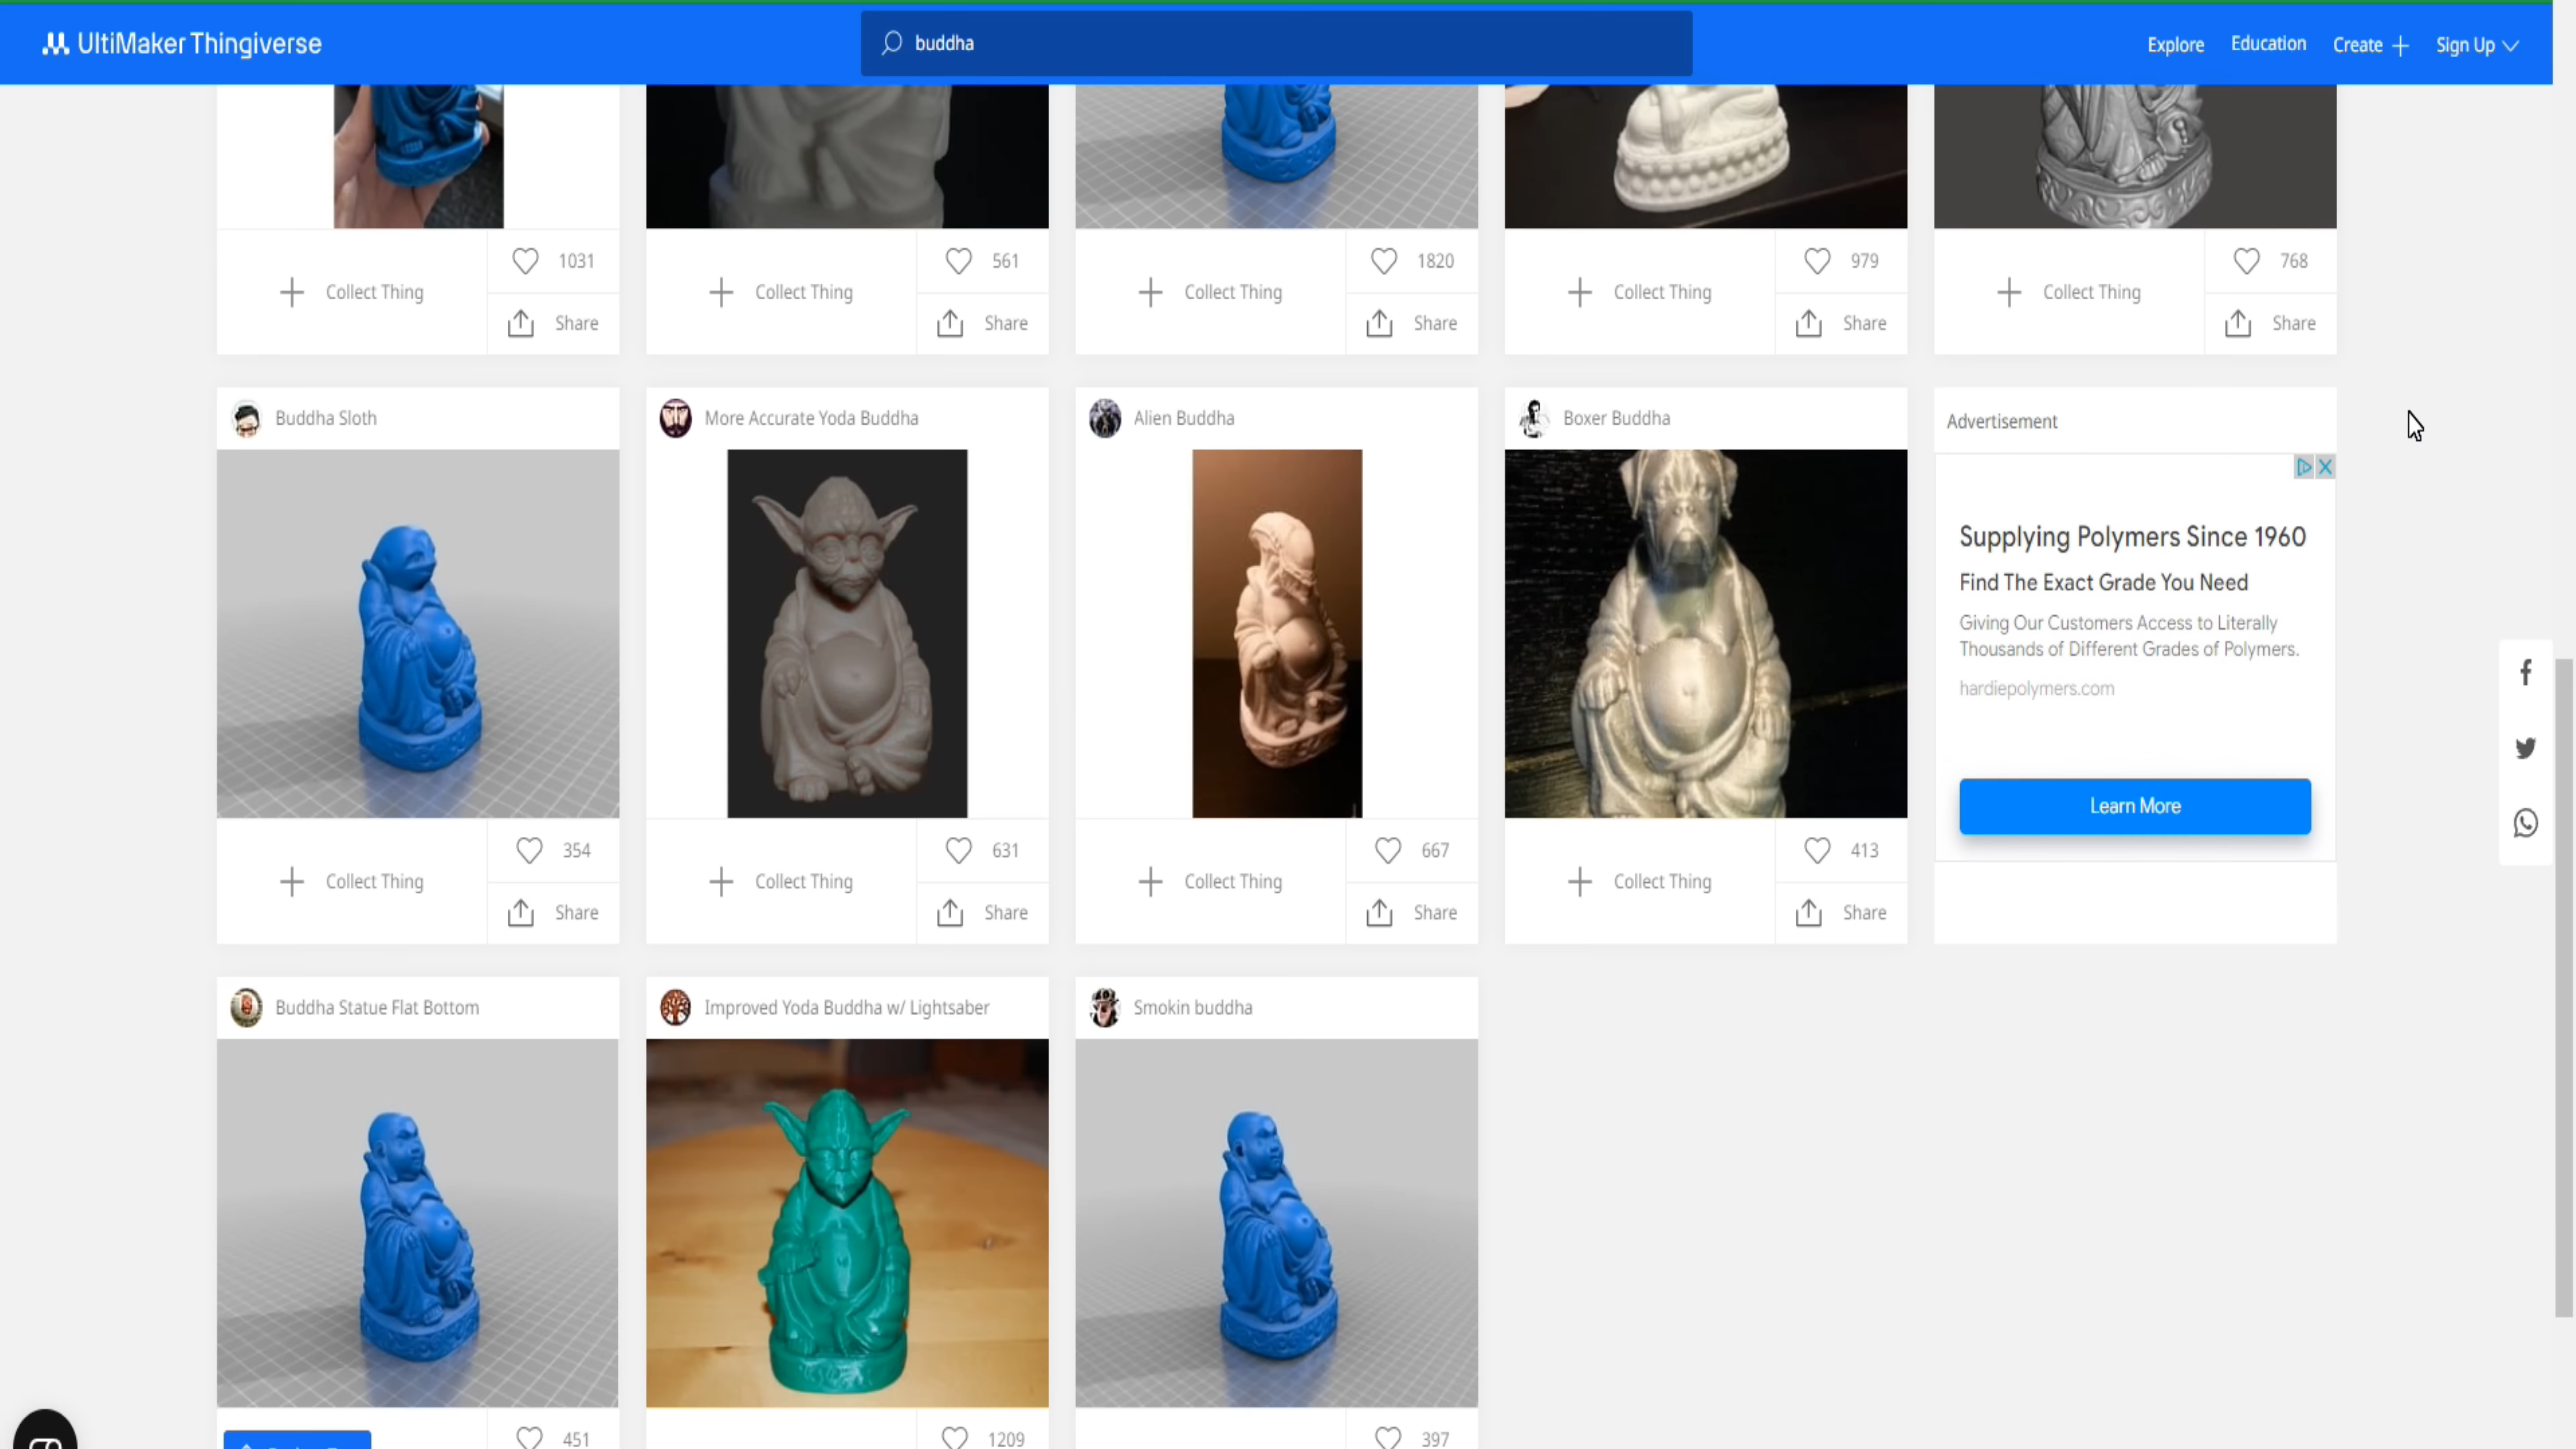 UltiMaker Thingiverse
buddha
Explore
Education
Create
Sign Up
1031
Collect Thing
Share
561
Collect Thing
Share
1820
Collect Thing
Share
979
Collect Thing
Share
768
Collect Thing
Share
Buddha Sloth
354
Collect Thing
Share
More Accurate Yoda Buddha
631
Collect Thing
Share
Alien Buddha
667
Collect Thing
Share
Boxer Buddha
413
Collect Thing
Share
Advertisement
Supplying Polymers Since 1960
Find The Exact Grade You Need
Giving Our Customers Access to Literally
Thousands of Different Grades of Polymers.
hardiepolymers.com
Learn More
Buddha Statue Flat Bottom
451
Improved Yoda Buddha w/ Lightsaber
1209
Smokin buddha
397